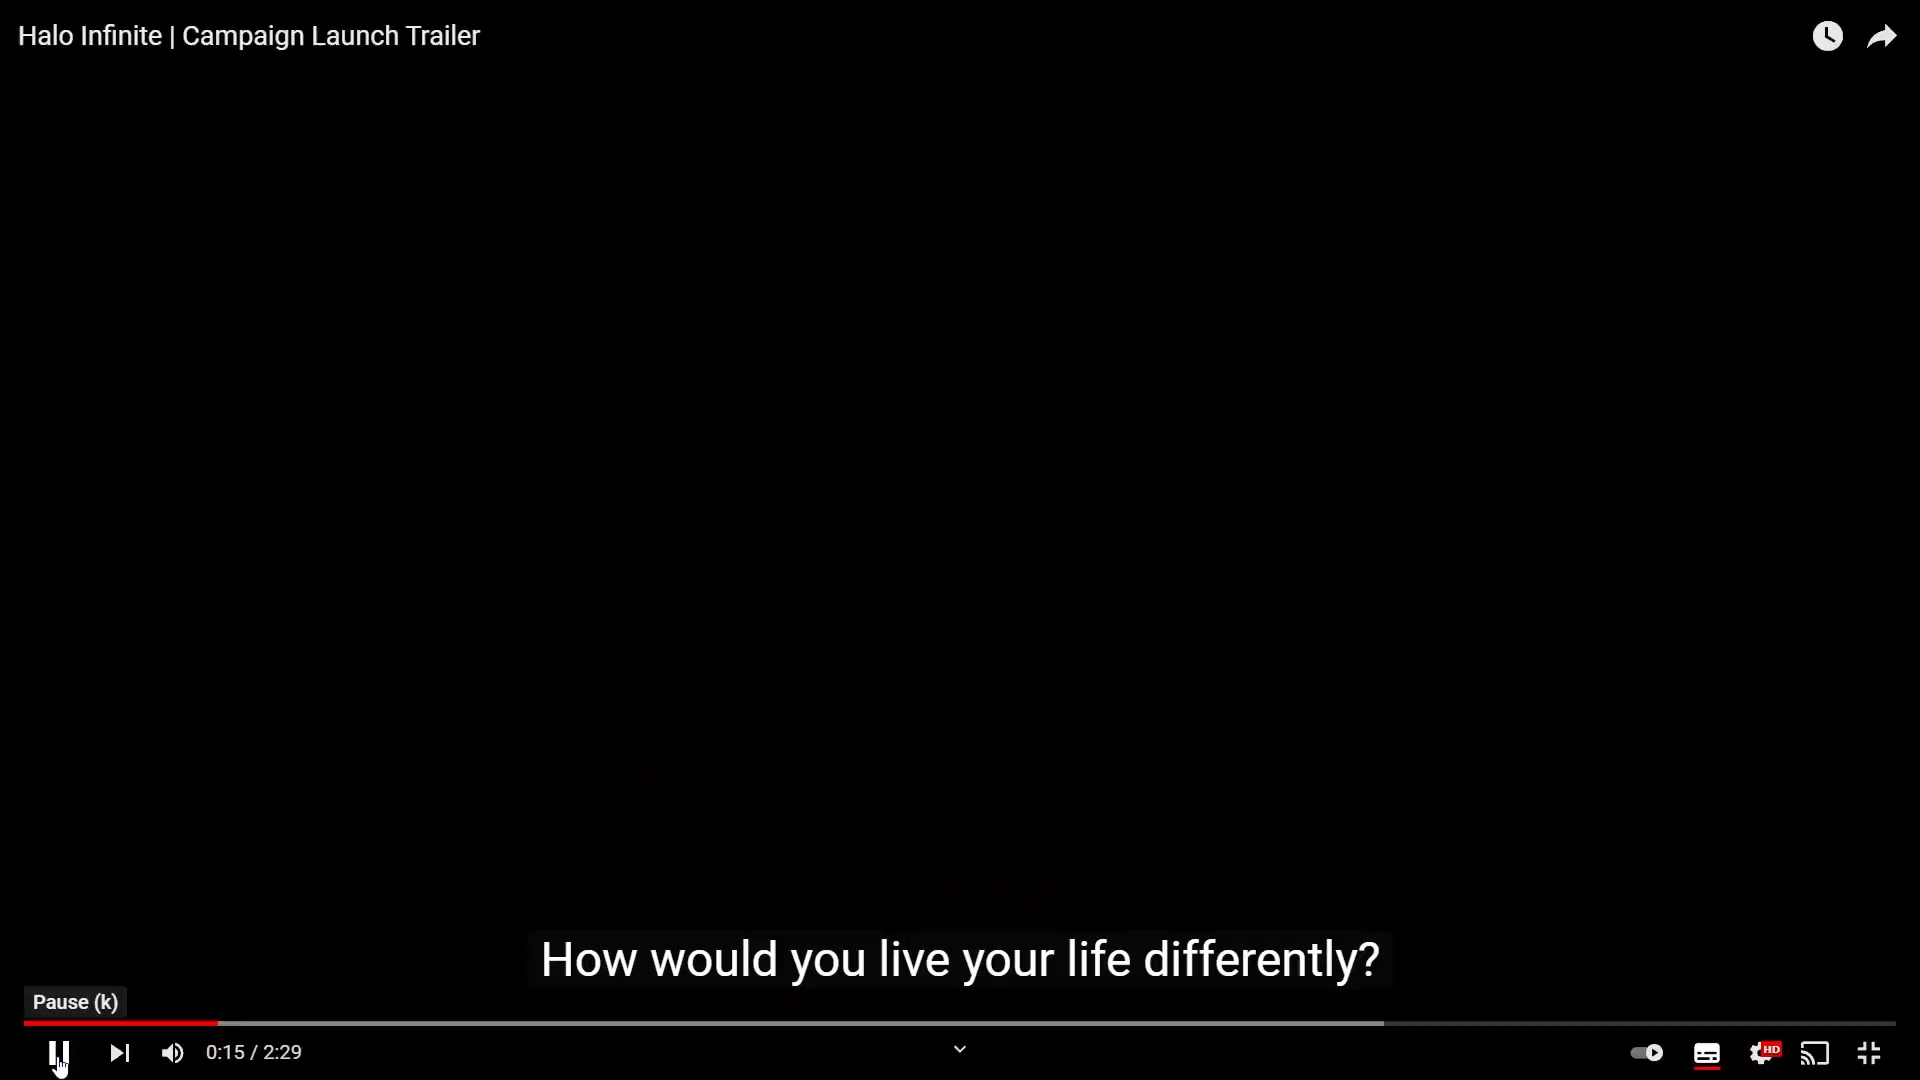 Halo Infinite | Campaign Launch Trailer
How would you live your life differently?
Pause (k)
0:15 / 2:29
HD